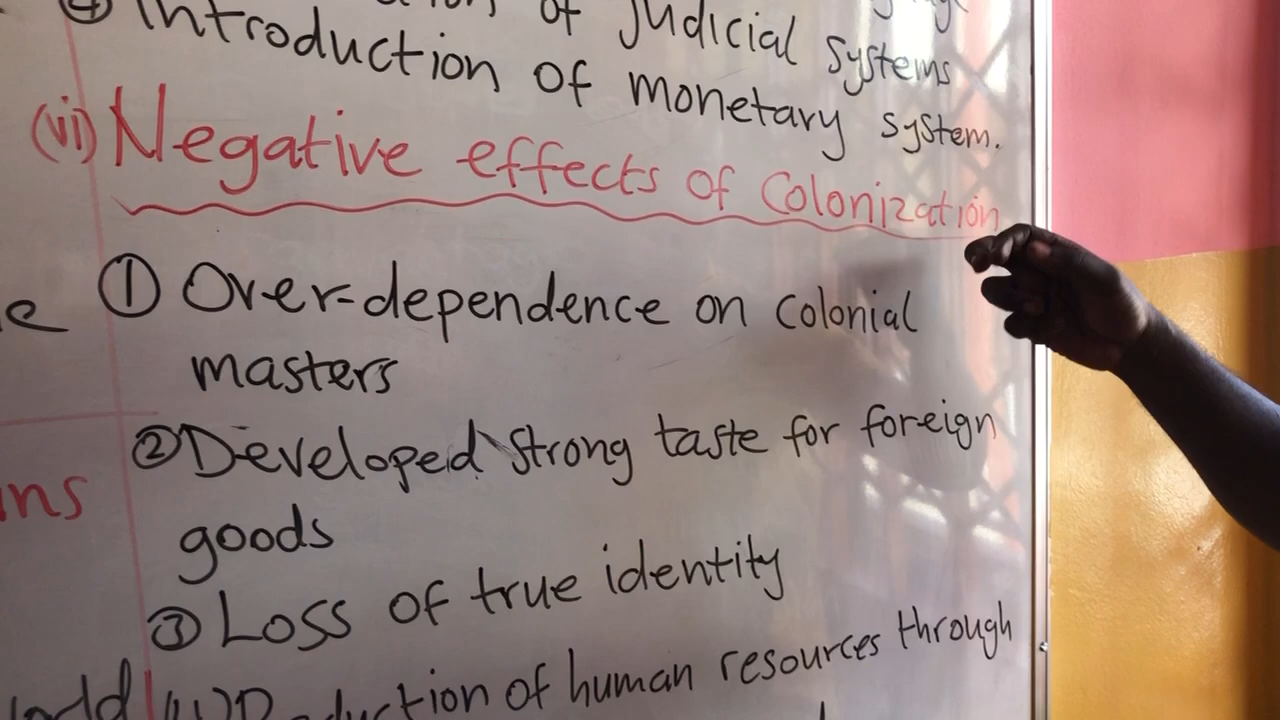 of judicial systems
④ Introduction of monetary system.
(vi) Negative effects of Colonization
① Over-dependence on colonial
masters
② Developed strong taste for foreign
goods
③ Loss of true identity
of human resources through